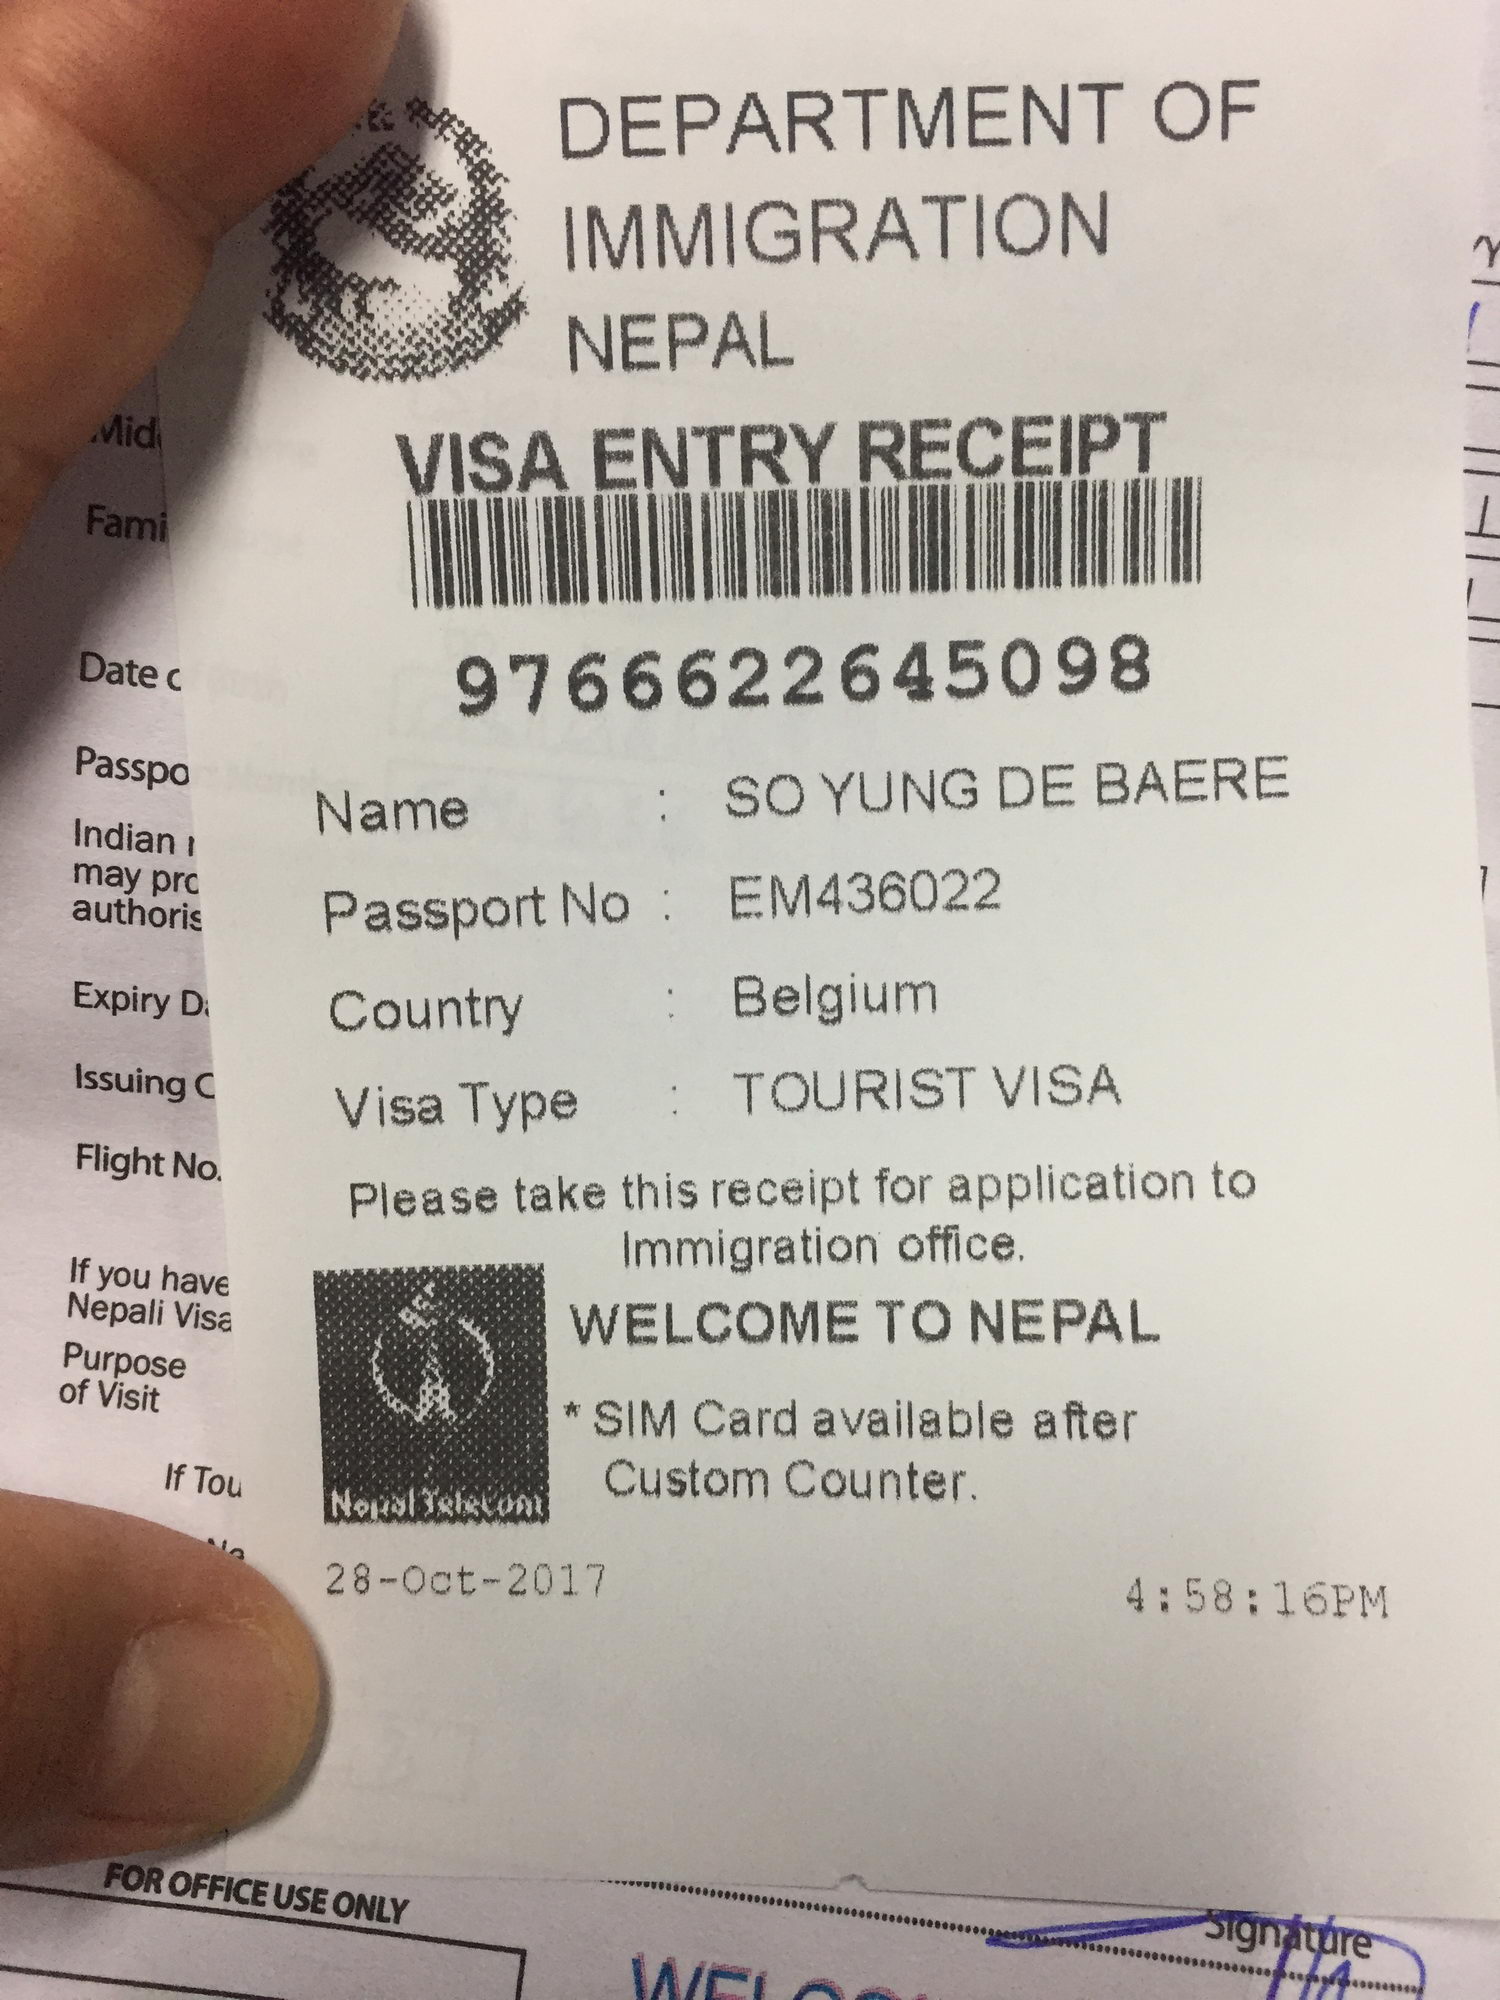 DEPARTMENT OF
IMMIGRATION
NEPAL
VISA ENTRY RECEIPT
9766622645098
Name : SO YUNG DE BAERE
Passport No : EM436022
Country : Belgium
Visa Type : TOURIST VISA
Please take this receipt for application to
Immigration office.
WELCOME TO NEPAL
* SIM Card available after
Custom Counter.
Nepal Telecom
28-Oct-2017 4:58:16PM
Mid
Fami
Date o
Passpo
Indian
may pro
authoris
Expiry D
Issuing C
Flight No.
If you have
Nepali Visa
Purpose
of Visit
If Tou
Na
FOR OFFICE USE ONLY
Signature
WELCO